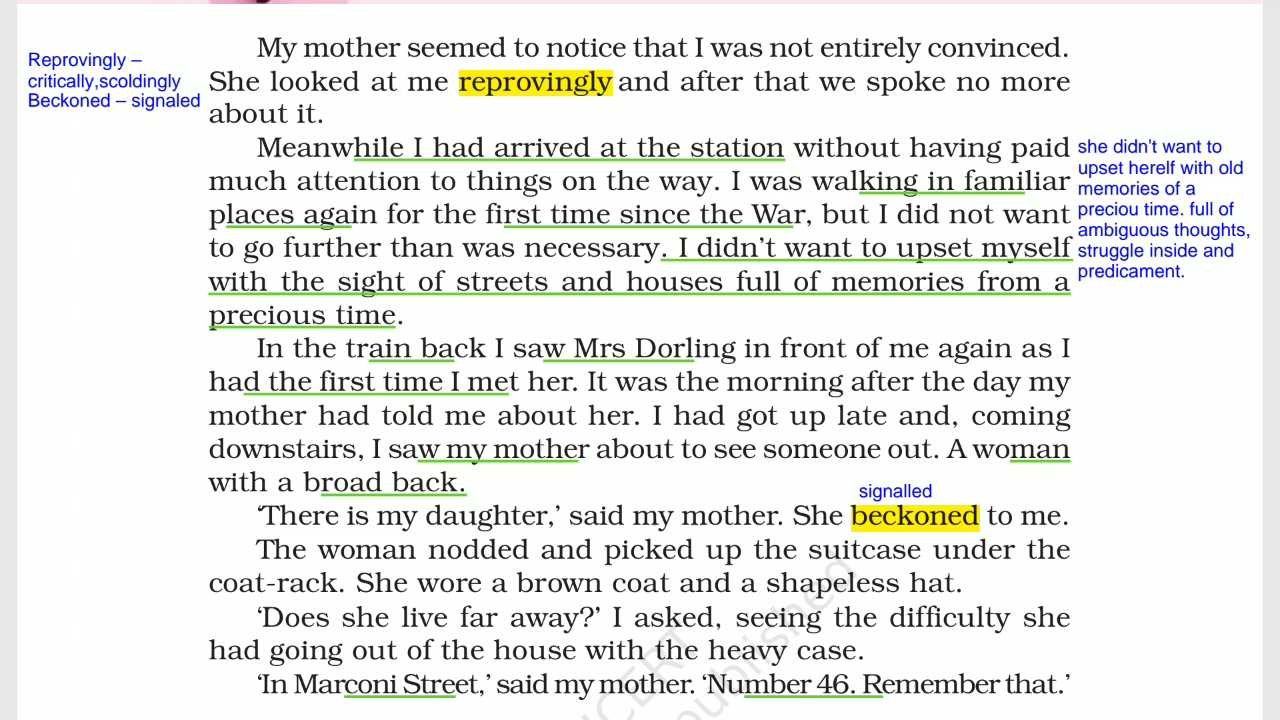 My mother seemed to notice that I was not entirely convinced.
Reprovingly –
critically,scoldingly
Beckoned – signaled
She looked at me reprovingly and after that we spoke no more
about it.
Meanwhile I had arrived at the station without having paid
much attention to things on the way. I was walking in familiar
places again for the first time since the War, but I did not want
to go further than was necessary. I didn't want to upset myself
with the sight of streets and houses full of memories from a
precious time.
she didn't want to
upset herelf with old
memories of a
preciou time. full of
ambiguous thoughts,
struggle inside and
predicament.
In the train back I saw Mrs Dorling in front of me again as I
had the first time I met her. It was the morning after the day my
mother had told me about her. I had got up late and, coming
downstairs, I saw my mother about to see someone out. A woman
with a broad back.
signalled
‘There is my daughter,’ said my mother. She beckoned to me.
The woman nodded and picked up the suitcase under the
coat-rack. She wore a brown coat and a shapeless hat.
‘Does she live far away?’ I asked, seeing the difficulty she
had going out of the house with the heavy case.
‘In Marconi Street,’ said my mother. ‘Number 46. Remember that.’
NCERT
published